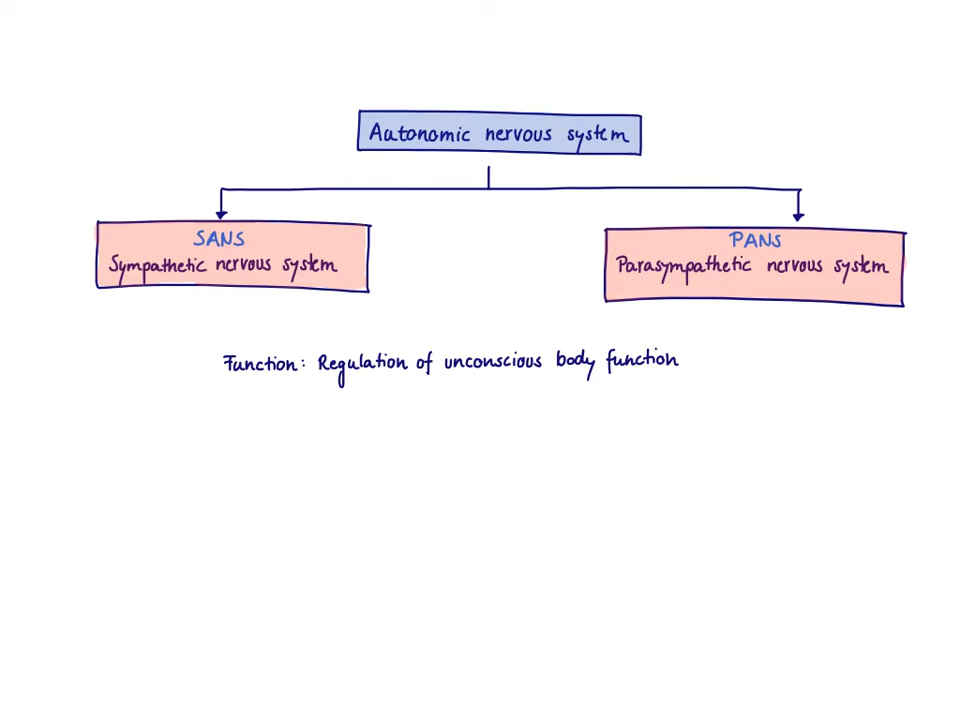 Autonomic nervous system
SANS
Sympathetic nervous system
PANS
Parasympathetic nervous system
Function: Regulation of unconscious body function